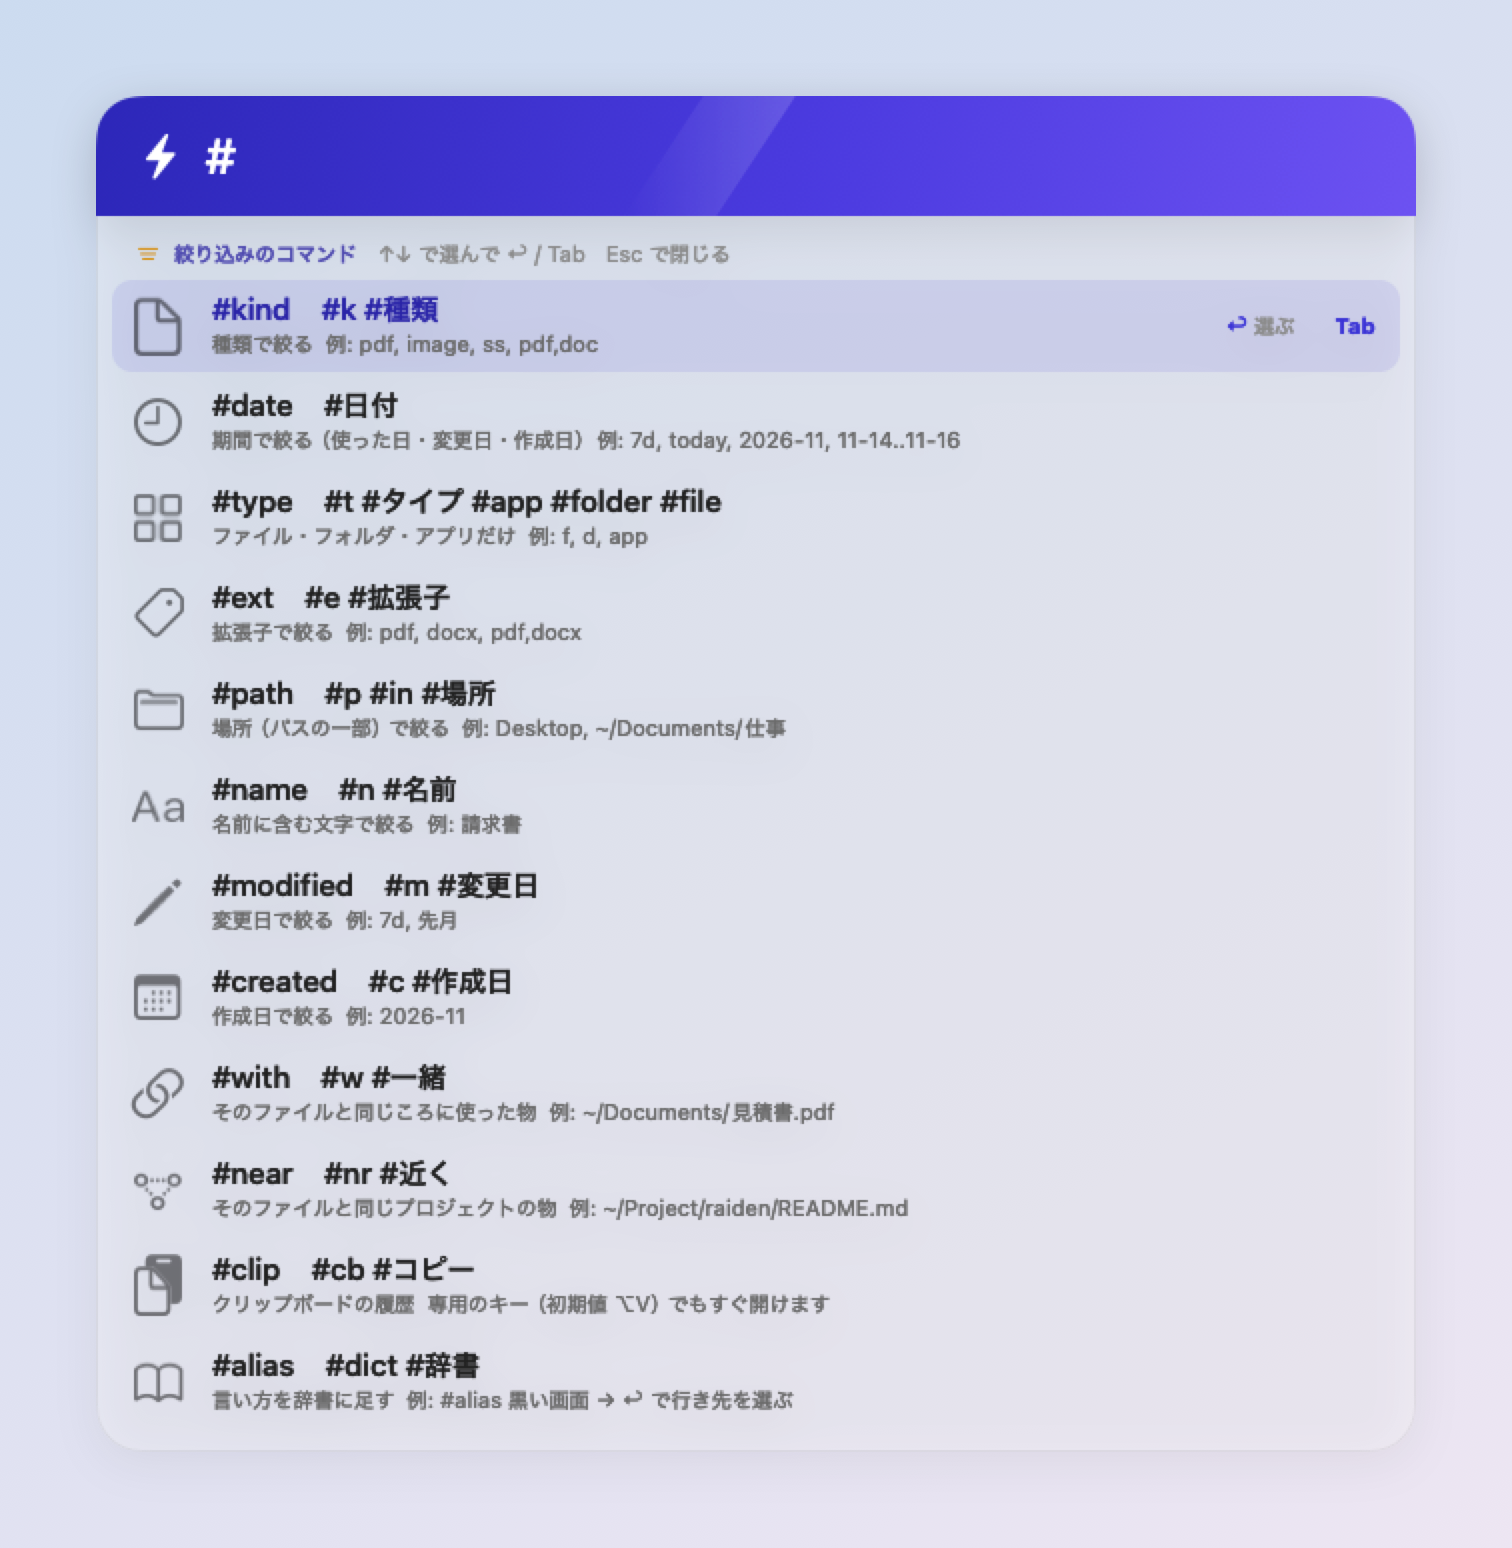 #
絞り込みのコマンド ↑↓ で選んで ↩ / Tab Esc で閉じる
#kind #k #種類
種類で絞る 例: pdf, image, ss, pdf,doc
↩ 選ぶ Tab
#date #日付
期間で絞る（使った日・変更日・作成日）例: 7d, today, 2026-11, 11-14..11-16
#type #t #タイプ #app #folder #file
ファイル・フォルダ・アプリだけ 例: f, d, app
#ext #e #拡張子
拡張子で絞る 例: pdf, docx, pdf,docx
#path #p #in #場所
場所（パスの一部）で絞る 例: Desktop, ~/Documents/仕事
#name #n #名前
名前に含む文字で絞る 例: 請求書
#modified #m #変更日
変更日で絞る 例: 7d, 先月
#created #c #作成日
作成日で絞る 例: 2026-11
#with #w #一緒
そのファイルと同じころに使った物 例: ~/Documents/見積書.pdf
#near #nr #近く
そのファイルと同じプロジェクトの物 例: ~/Project/raiden/README.md
#clip #cb #コピー
クリップボードの履歴 専用のキー（初期値 ⌥V）でもすぐ開けます
#alias #dict #辞書
言い方を辞書に足す 例: #alias 黒い画面 → ↩ で行き先を選ぶ